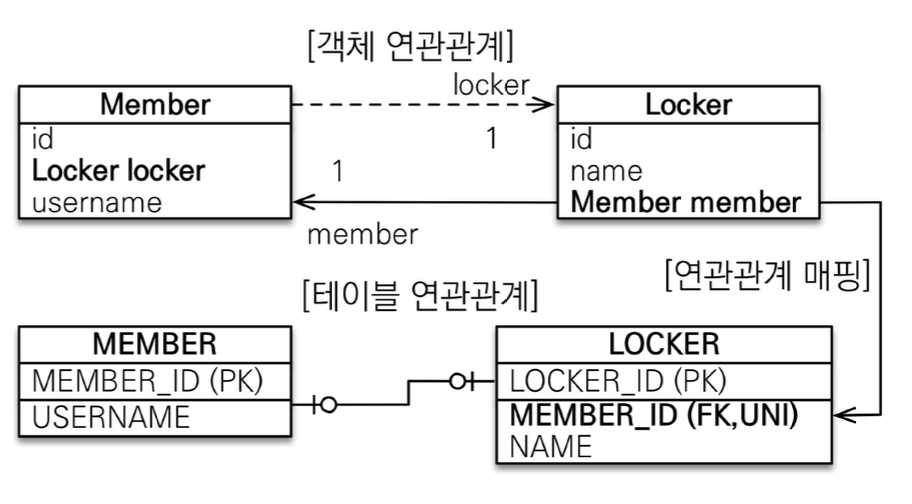 [객체 연관관계]
Member
id
Locker locker
username
locker
1
1
member
Locker
id
name
Member member
[연관관계 매핑]
[테이블 연관관계]
MEMBER
MEMBER_ID (PK)
USERNAME
LOCKER
LOCKER_ID (PK)
MEMBER_ID (FK,UNI)
NAME